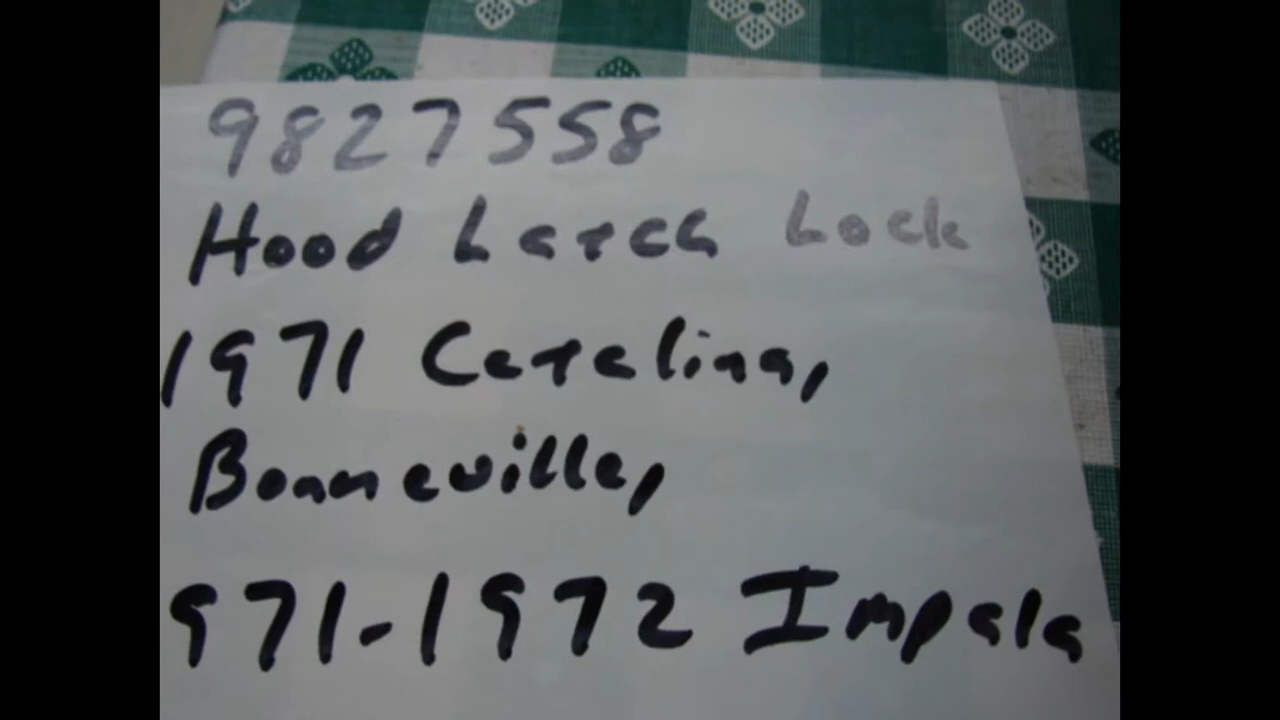 9827558
Hood Latch Lock
1971 Catalina,
Bonneville,
971-1972 Impala